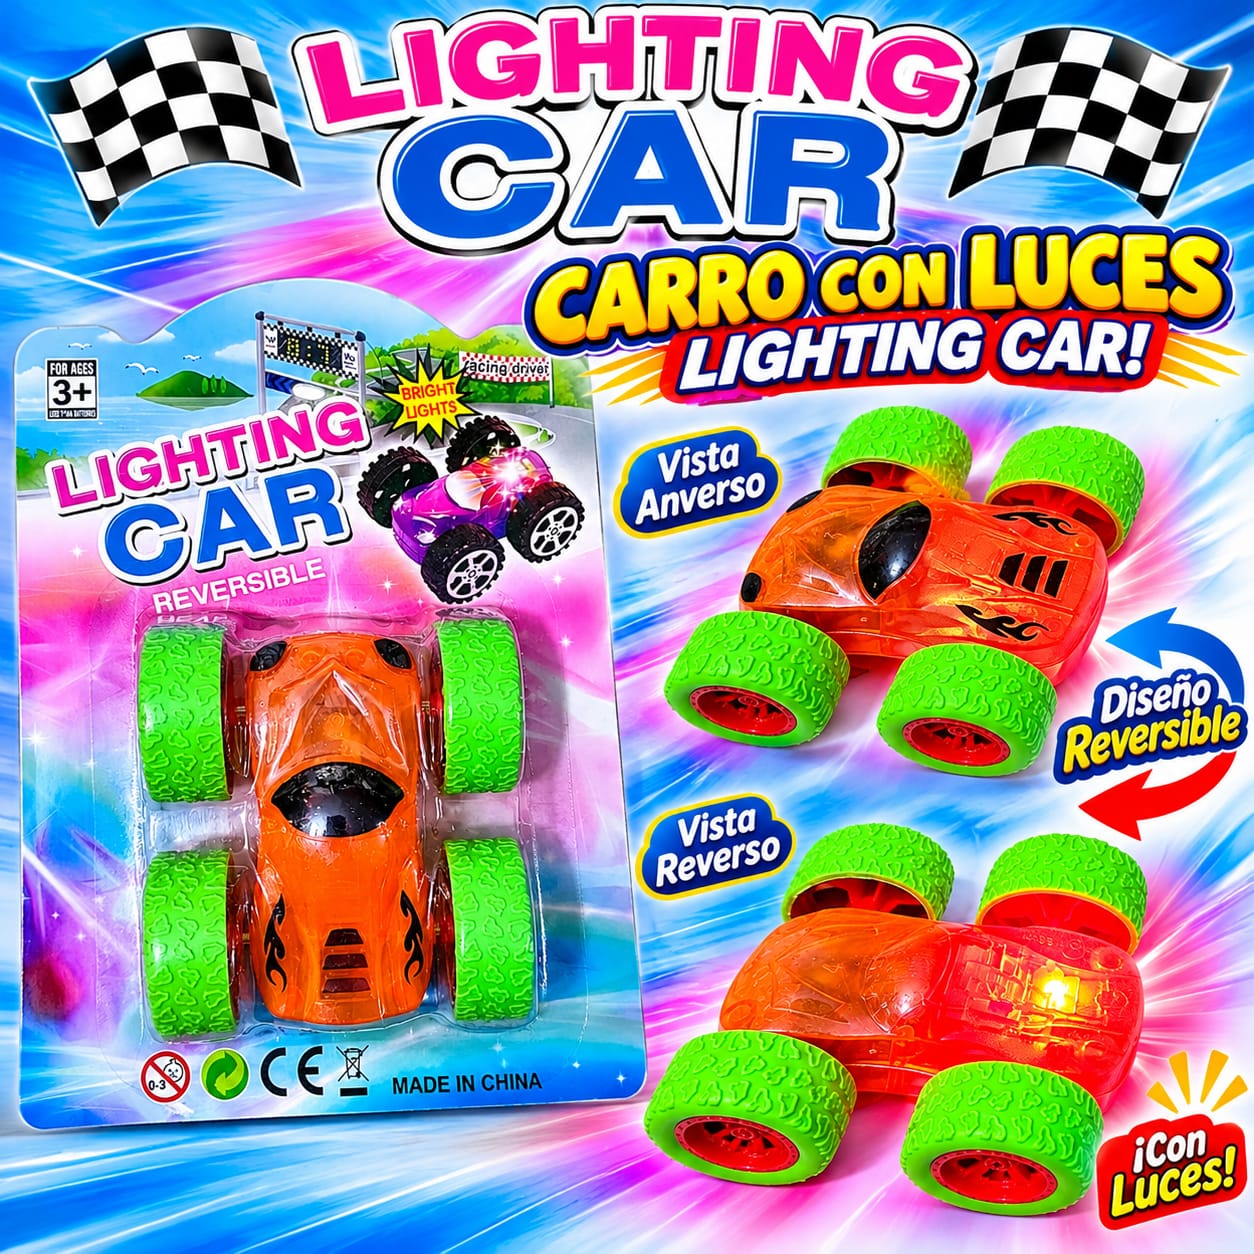 LIGHTING
CAR
CARRO CON LUCES
LIGHTING CAR!
FOR AGES
3+
BRIGHT
LIGHTS
acing driver
LIGHTING
CAR
REVERSIBLE
Vista
Anverso
Diseño
Reversible
Vista
Reverso
0-3
CE
MADE IN CHINA
¡Con
Luces!